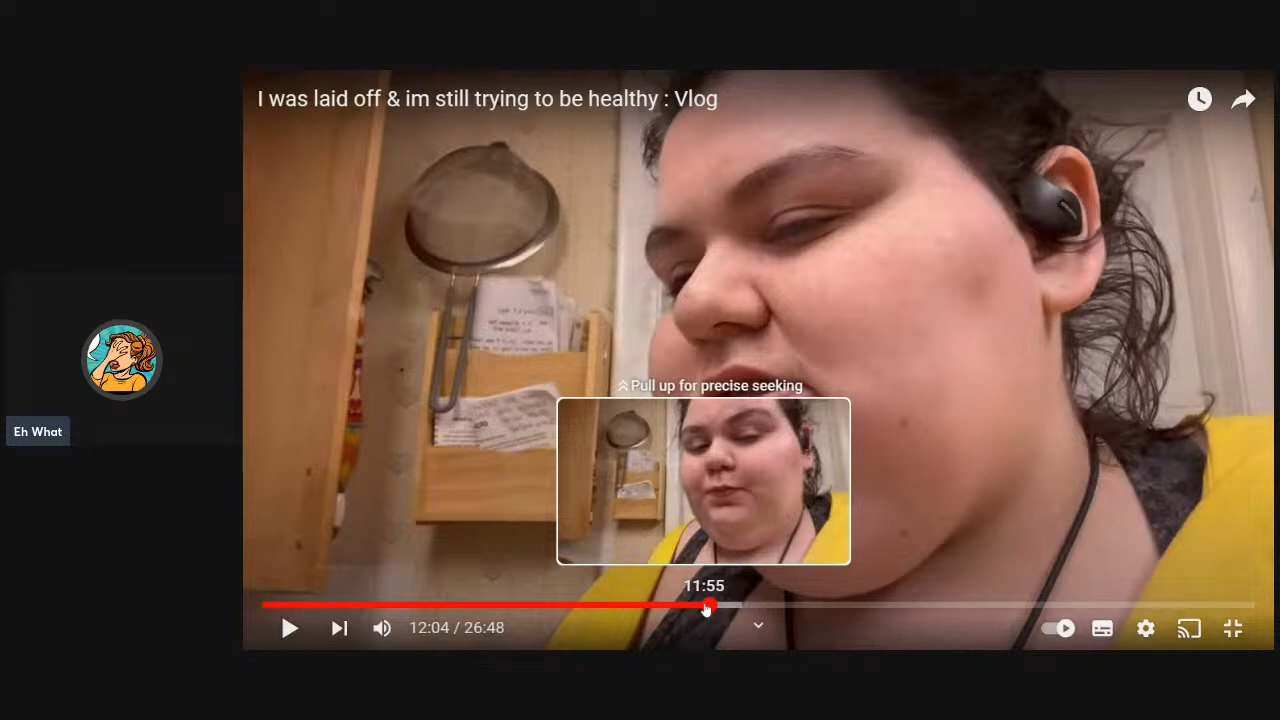 I was laid off & im still trying to be healthy : Vlog
Pull up for precise seeking
Eh What
11:55
12:04 / 26:48